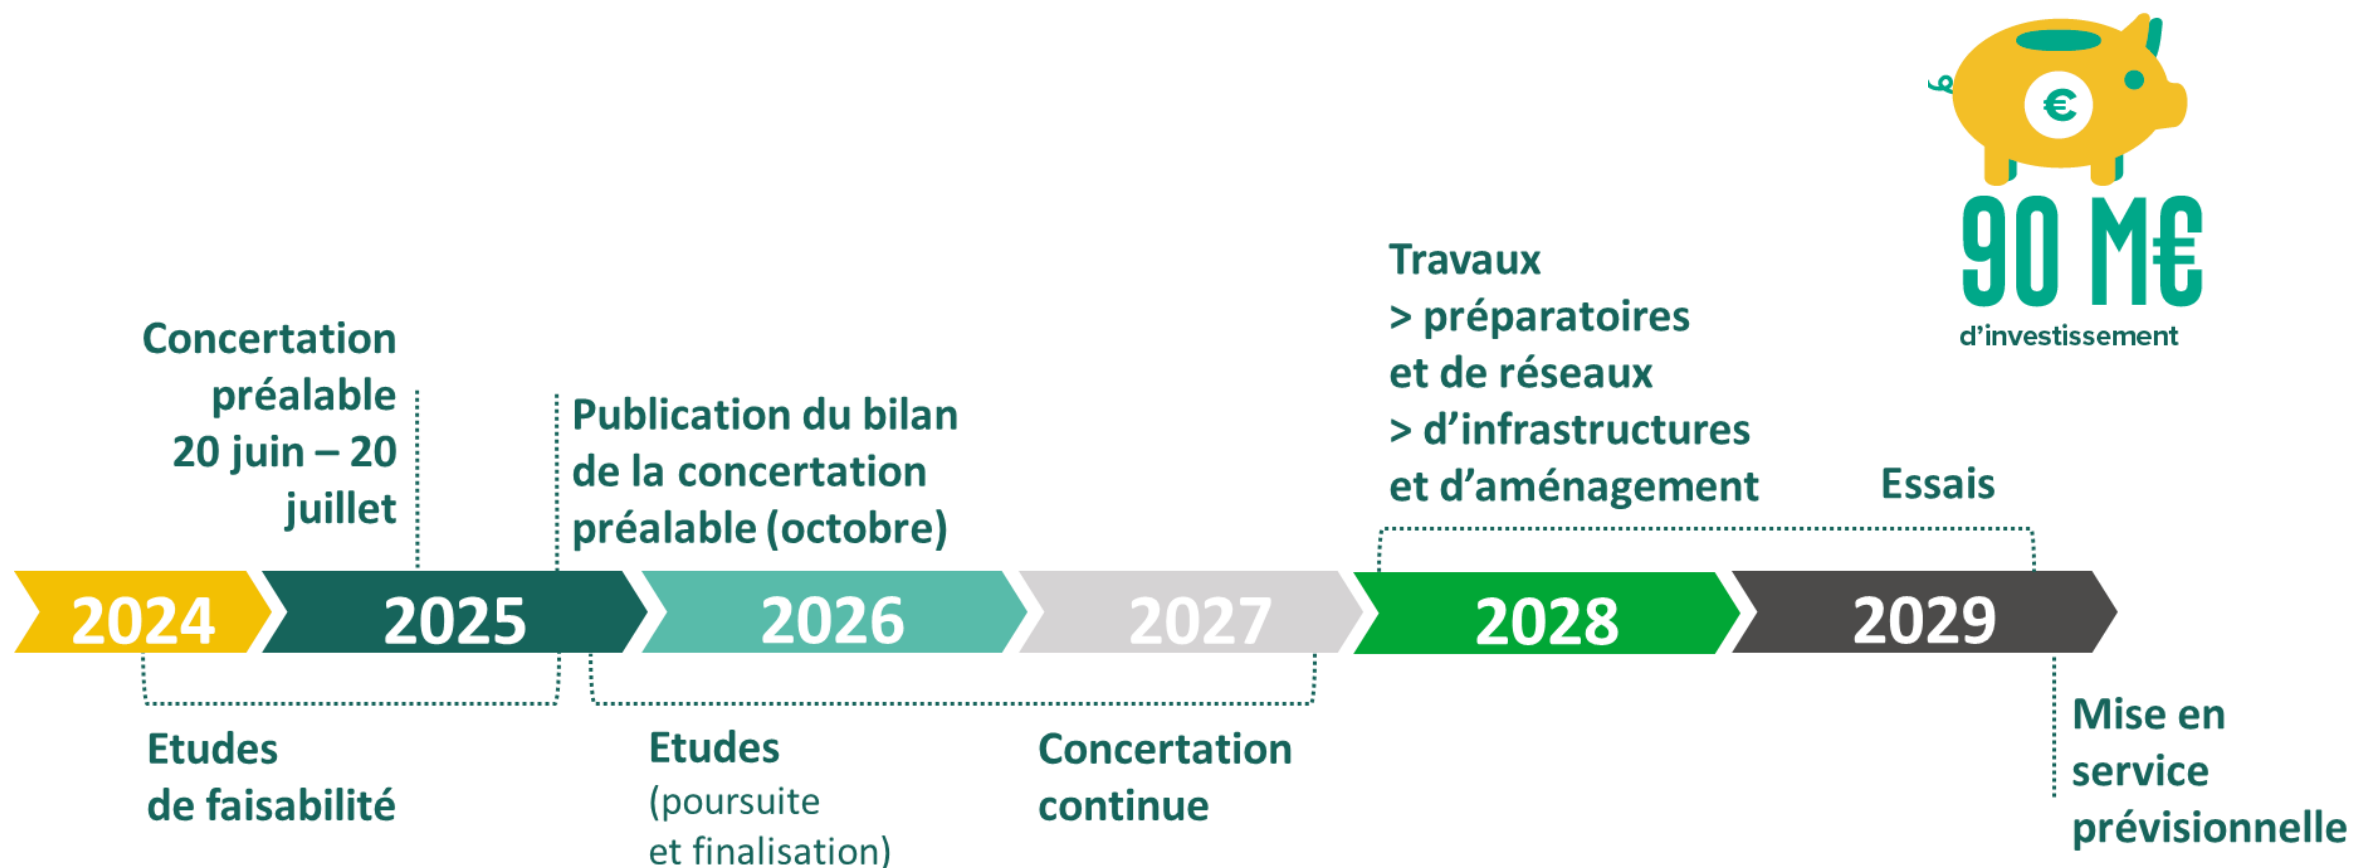 €
90 M€
d'investissement
Concertation
préalable
20 juin – 20
juillet
Publication du bilan
de la concertation
préalable (octobre)
Travaux
> préparatoires
et de réseaux
> d'infrastructures
et d'aménagement
Essais
2024
2025
2026
2027
2028
2029
Etudes
de faisabilité
Etudes
(poursuite
et finalisation)
Concertation
continue
Mise en
service
prévisionnelle